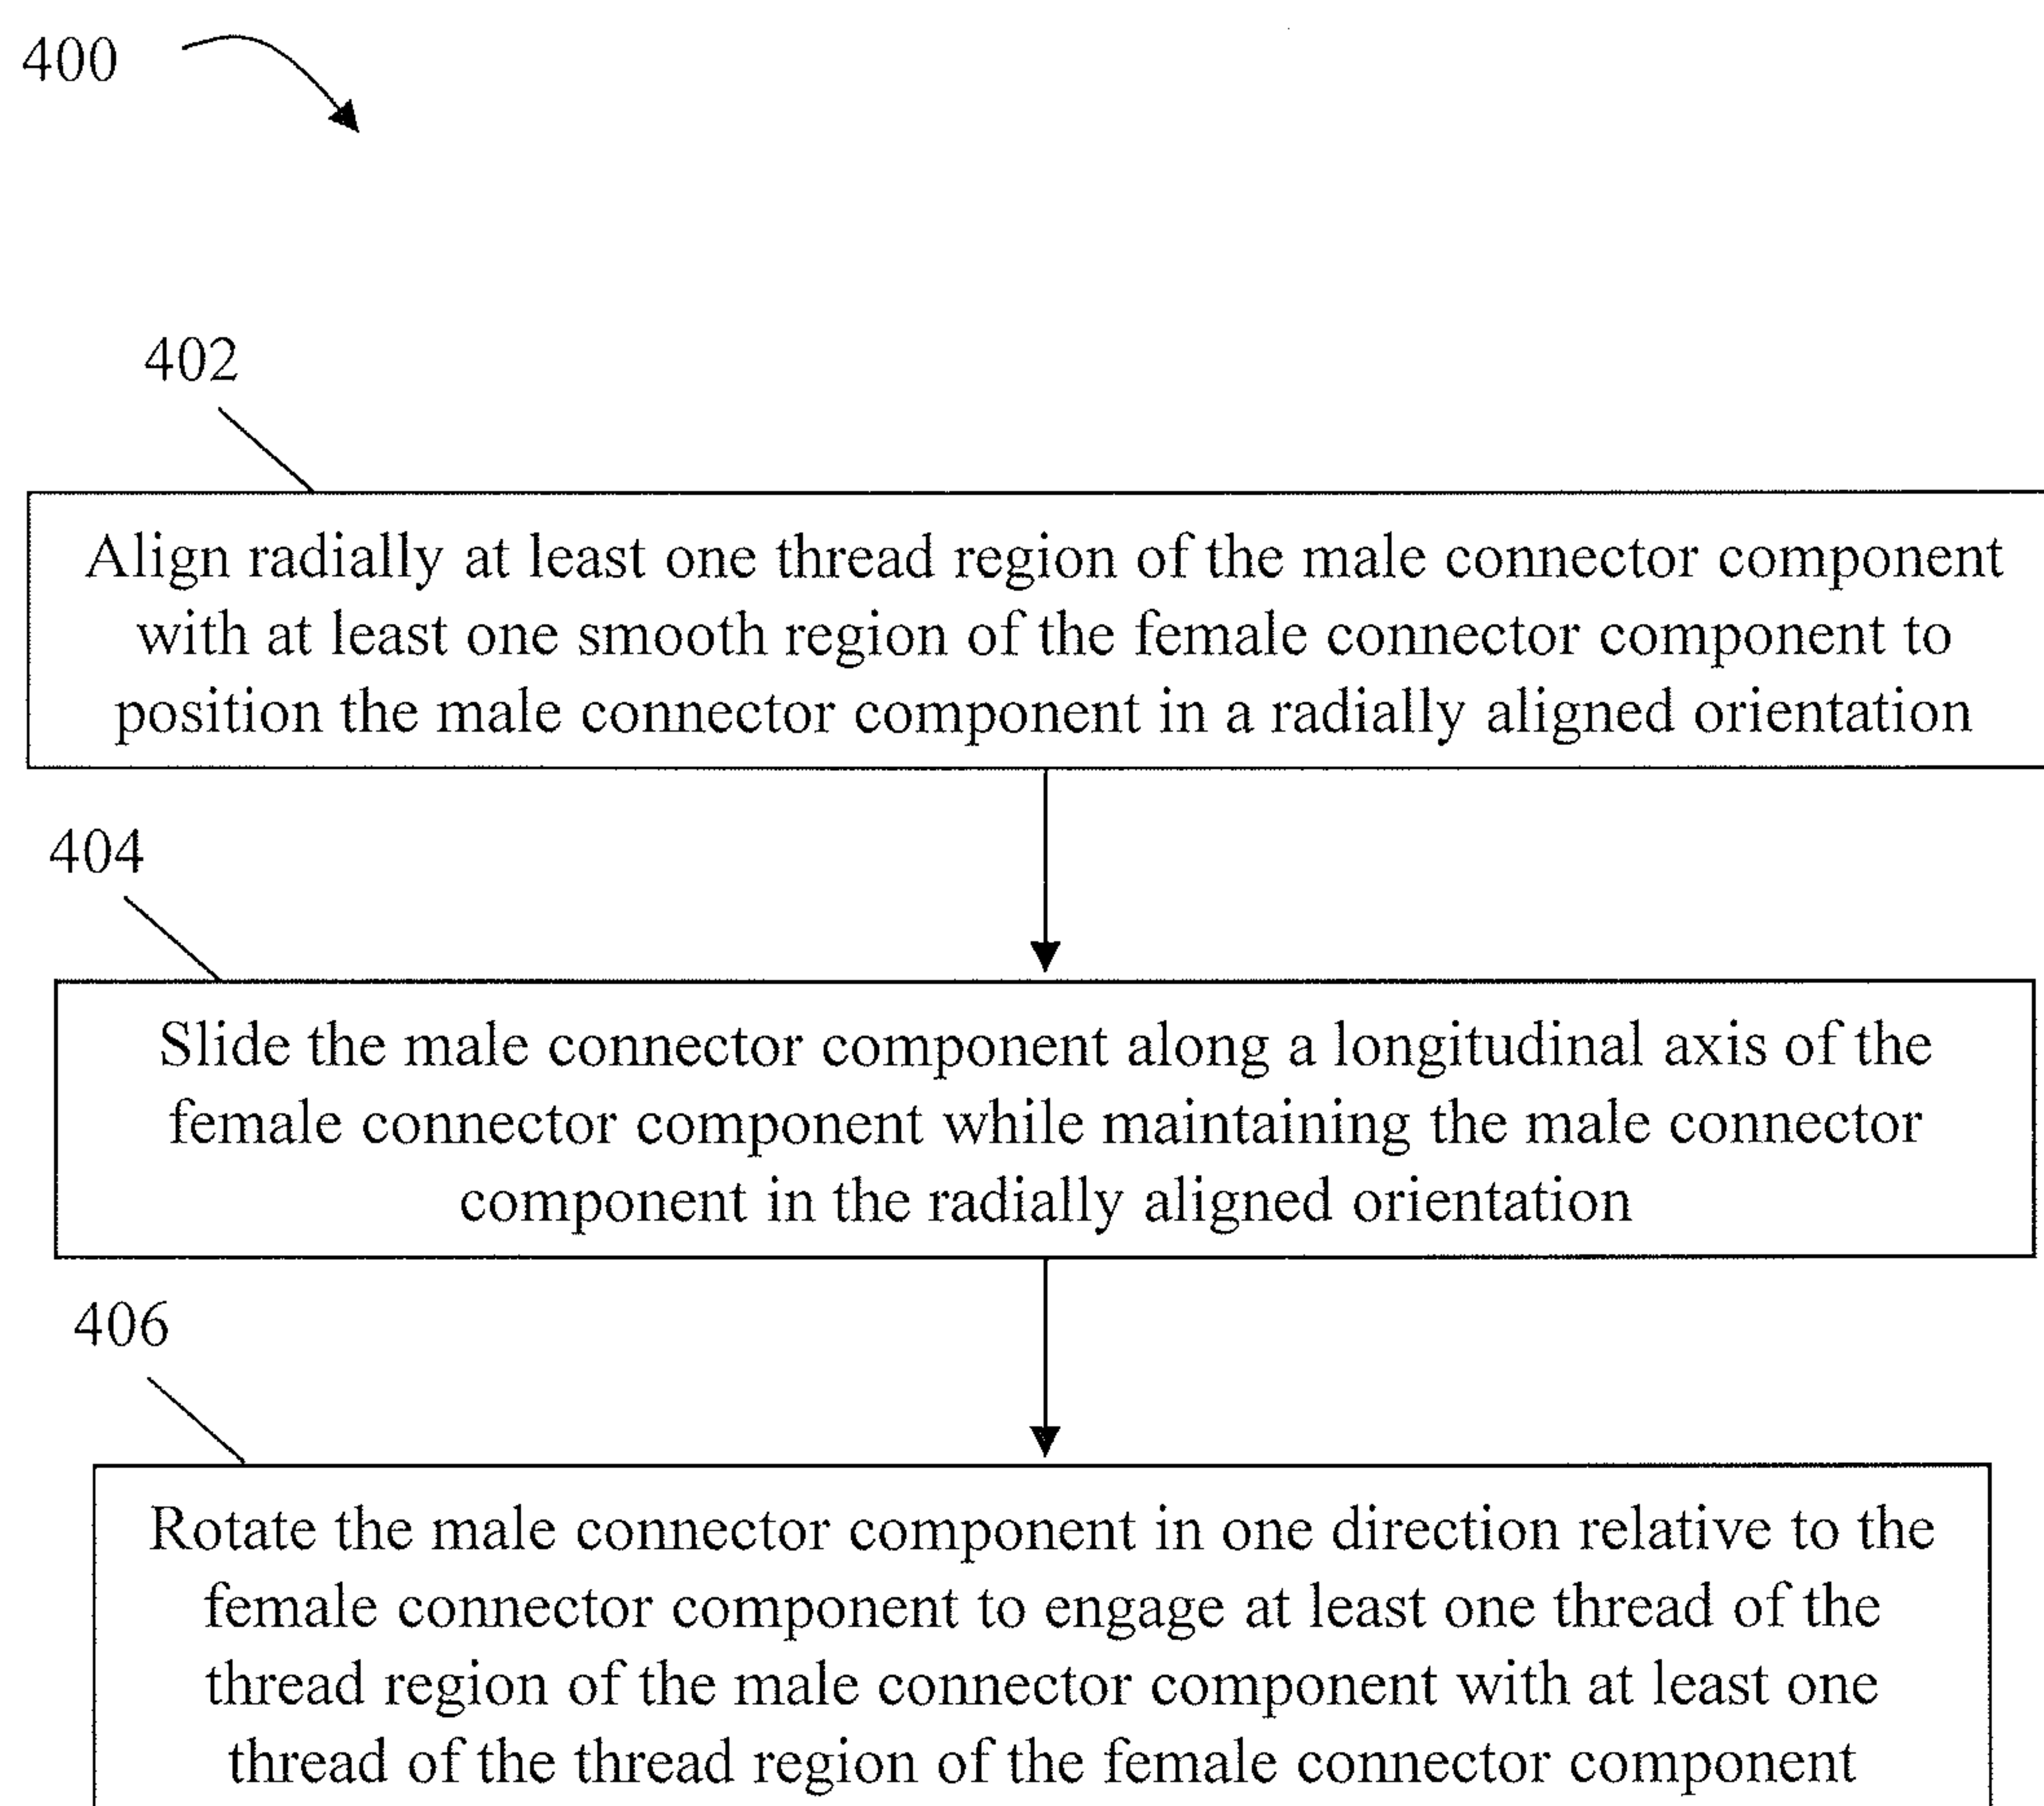 400
402
Align radially at least one thread region of the male connector component
with at least one smooth region of the female connector component to
position the male connector component in a radially aligned orientation
404
Slide the male connector component along a longitudinal axis of the
female connector component while maintaining the male connector
component in the radially aligned orientation
406
Rotate the male connector component in one direction relative to the
female connector component to engage at least one thread of the
thread region of the male connector component with at least one
thread of the thread region of the female connector component